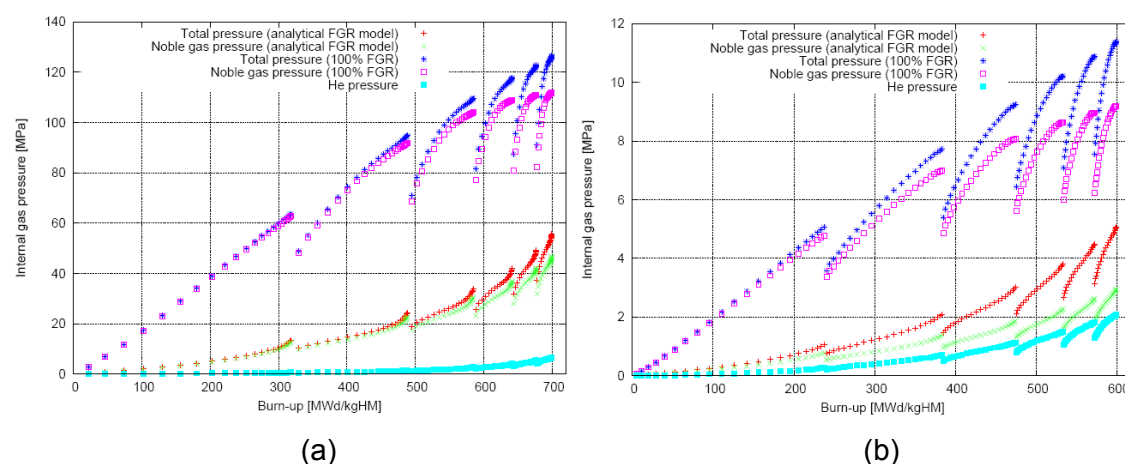 140
120
100
80
60
40
20
0
Internal gas pressure [MPa]
Total pressure (analytical FGR model)
Noble gas pressure (analytical FGR model)
Total pressure (100% FGR)
Noble gas pressure (100% FGR)
He pressure
0 100 200 300 400 500 600 700
Burn-up [MWd/kgHM]
(a)
12
10
8
6
4
2
0
Internal gas pressure [MPa]
Total pressure (analytical FGR model)
Noble gas pressure (analytical FGR model)
Total pressure (100% FGR)
Noble gas pressure (100% FGR)
He pressure
0 100 200 300 400 500 600
Burn-up [MWd/kgHM]
(b)